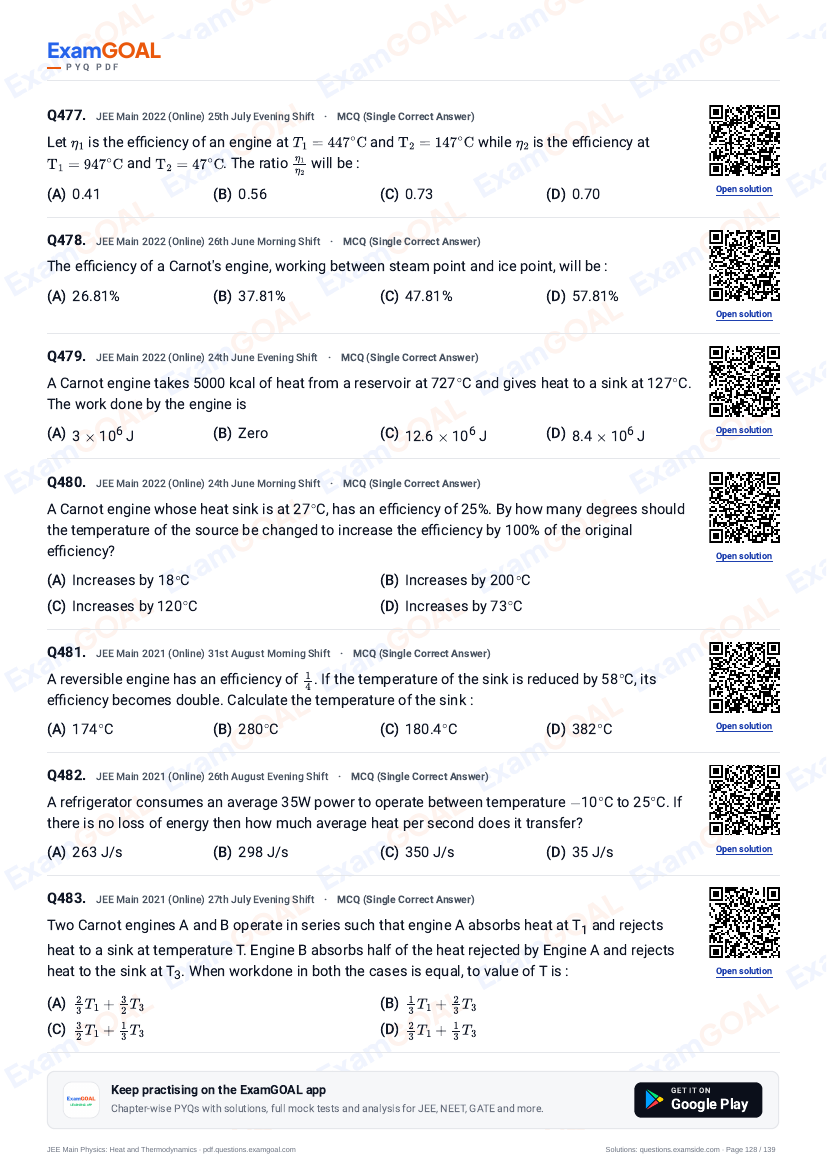 ExamGOAL
PYQ PDF
Q477. JEE Main 2022 (Online) 25th July Evening Shift · MCQ (Single Correct Answer)
Let η₁ is the efficiency of an engine at T₁ = 447°C and T₂ = 147°C while η₂ is the efficiency at
T₁ = 947°C and T₂ = 47°C. The ratio η₁/η₂ will be :
(A) 0.41 (B) 0.56 (C) 0.73 (D) 0.70
Open solution
Q478. JEE Main 2022 (Online) 26th June Morning Shift · MCQ (Single Correct Answer)
The efficiency of a Carnot's engine, working between steam point and ice point, will be :
(A) 26.81% (B) 37.81% (C) 47.81% (D) 57.81%
Open solution
Q479. JEE Main 2022 (Online) 24th June Evening Shift · MCQ (Single Correct Answer)
A Carnot engine takes 5000 kcal of heat from a reservoir at 727°C and gives heat to a sink at 127°C.
The work done by the engine is
(A) 3 × 10⁶ J (B) Zero (C) 12.6 × 10⁶ J (D) 8.4 × 10⁶ J
Open solution
Q480. JEE Main 2022 (Online) 24th June Morning Shift · MCQ (Single Correct Answer)
A Carnot engine whose heat sink is at 27°C, has an efficiency of 25%. By how many degrees should
the temperature of the source be changed to increase the efficiency by 100% of the original
efficiency?
Open solution
(A) Increases by 18°C (B) Increases by 200°C
(C) Increases by 120°C (D) Increases by 73°C
Q481. JEE Main 2021 (Online) 31st August Morning Shift · MCQ (Single Correct Answer)
A reversible engine has an efficiency of 1/4. If the temperature of the sink is reduced by 58°C, its
efficiency becomes double. Calculate the temperature of the sink :
(A) 174°C (B) 280°C (C) 180.4°C (D) 382°C
Open solution
Q482. JEE Main 2021 (Online) 26th August Evening Shift · MCQ (Single Correct Answer)
A refrigerator consumes an average 35W power to operate between temperature −10°C to 25°C. If
there is no loss of energy then how much average heat per second does it transfer?
(A) 263 J/s (B) 298 J/s (C) 350 J/s (D) 35 J/s
Open solution
Q483. JEE Main 2021 (Online) 27th July Evening Shift · MCQ (Single Correct Answer)
Two Carnot engines A and B operate in series such that engine A absorbs heat at T₁ and rejects
heat to a sink at temperature T. Engine B absorbs half of the heat rejected by Engine A and rejects
heat to the sink at T₃. When workdone in both the cases is equal, to value of T is :
Open solution
(A) 2/3 T₁ + 3/2 T₃ (B) 1/3 T₁ + 2/3 T₃
(C) 3/2 T₁ + 1/3 T₃ (D) 2/3 T₁ + 1/3 T₃
ExamGOAL
Keep practising on the ExamGOAL app
Chapter-wise PYQs with solutions, full mock tests and analysis for JEE, NEET, GATE and more.
GET IT ON
Google Play
JEE Main Physics: Heat and Thermodynamics · pdf.questions.examgoal.com
Solutions: questions.examside.com · Page 128 / 139